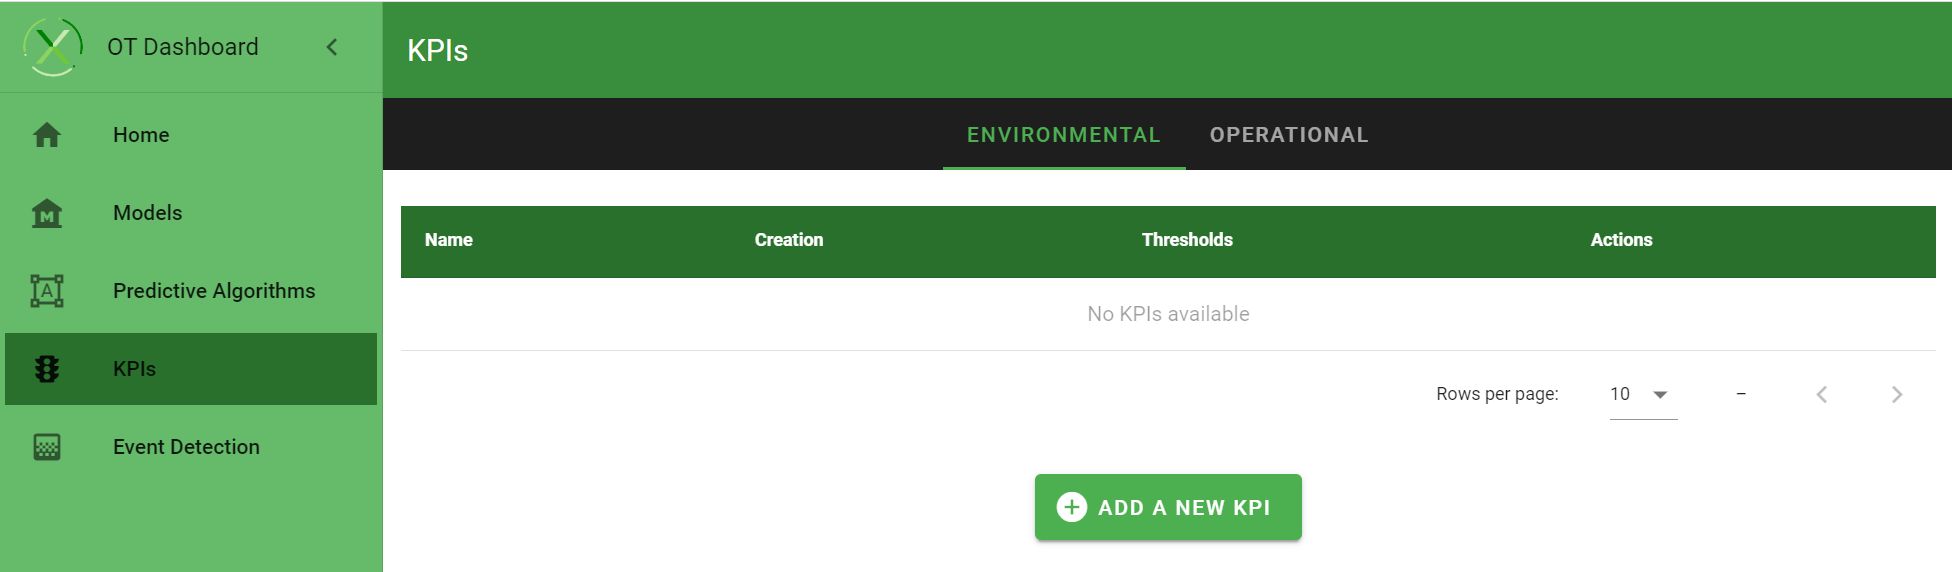 OT Dashboard
Home
Models
Predictive Algorithms
KPIs
Event Detection
KPIs
ENVIRONMENTAL OPERATIONAL
Name Creation Thresholds Actions
No KPIs available
Rows per page: 10 –
ADD A NEW KPI